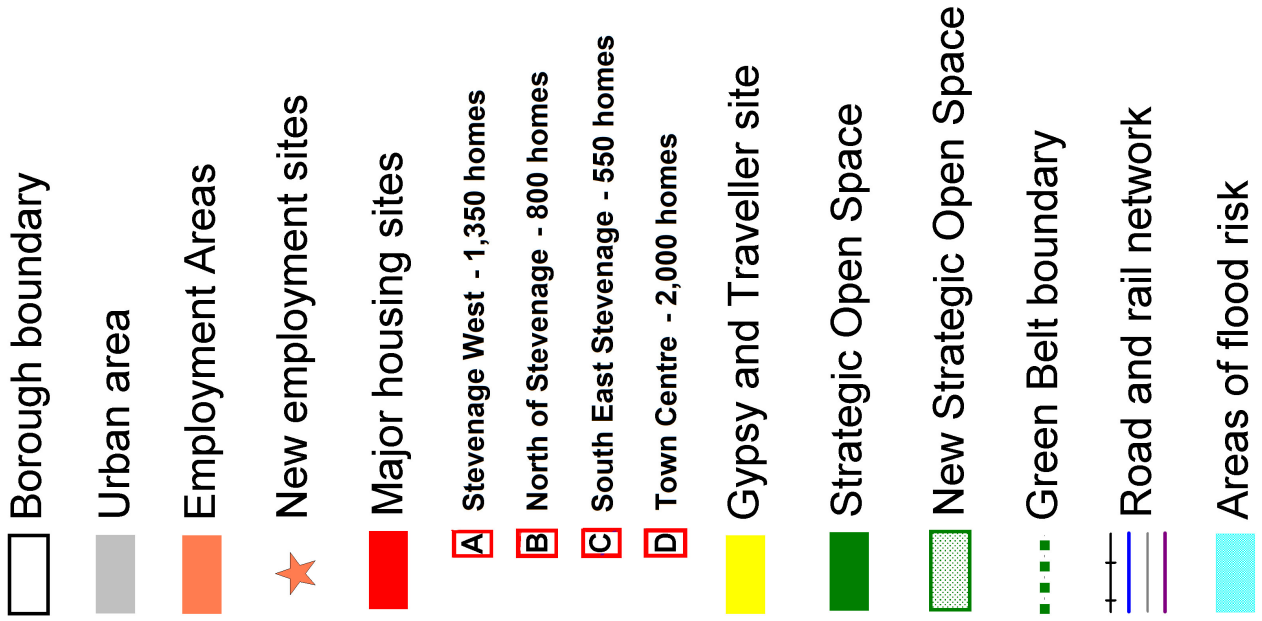 Borough boundary
Urban area
Employment Areas
New employment sites
Major housing sites
A Stevenage West - 1,350 homes
B North of Stevenage - 800 homes
C South East Stevenage - 550 homes
D Town Centre - 2,000 homes
Gypsy and Traveller site
Strategic Open Space
New Strategic Open Space
Green Belt boundary
Road and rail network
Areas of flood risk